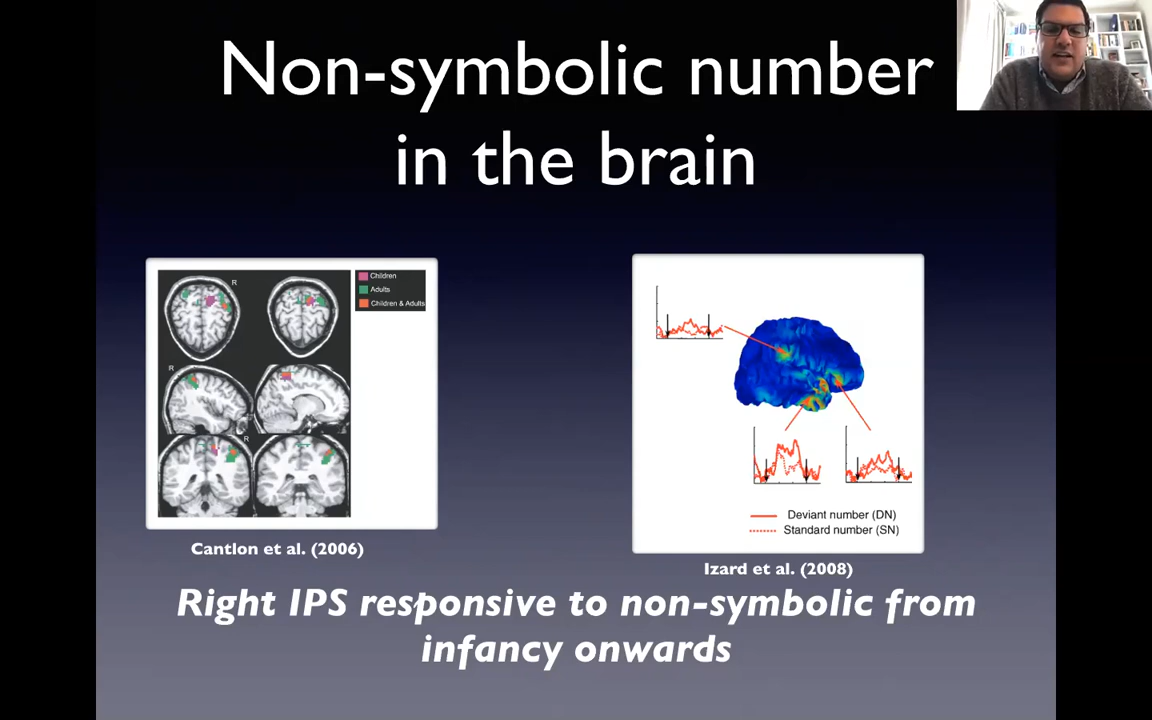 Non-symbolic number
in the brain
R
Children
Adults
Children & Adults
R
R
Deviant number (DN)
Standard number (SN)
Cantlon et al. (2006)
Izard et al. (2008)
Right IPS responsive to non-symbolic from
infancy onwards